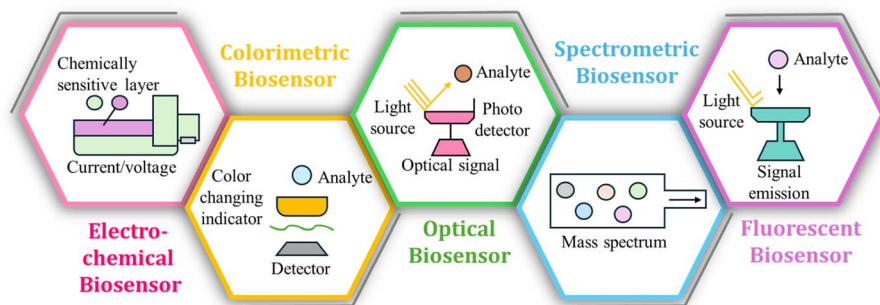 Chemically
sensitive layer
Current/voltage
Electro-
chemical
Biosensor
Colorimetric
Biosensor
Color
changing
indicator
Analyte
Detector
Analyte
Light
source
Photo
detector
Optical signal
Optical
Biosensor
Spectrometric
Biosensor
Mass spectrum
Analyte
Light
source
Signal
emission
Fluorescent
Biosensor